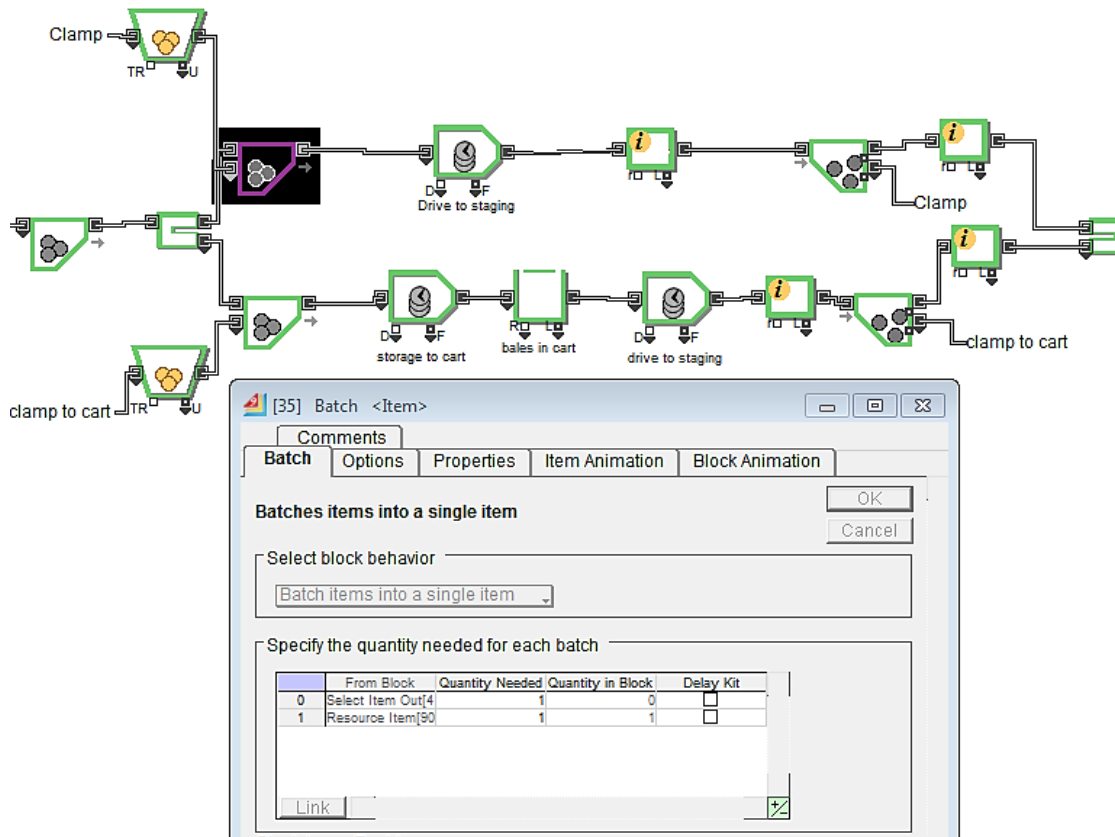 Clamp
TR U
D F
Drive to staging
i
r L
i
r L
Clamp
i
r L
D F
storage to cart
R L
bales in cart
D F
drive to staging
i
r L
clamp to cart
clamp to cart
TR U
[35] Batch <Item>
Comments
Batch Options Properties Item Animation Block Animation
OK
Batches items into a single item
Cancel
Select block behavior
Batch items into a single item
Specify the quantity needed for each batch
From Block Quantity Needed Quantity in Block Delay Kit
0 Select Item Out[4 1 0
1 Resource Item[90 1 1
Link